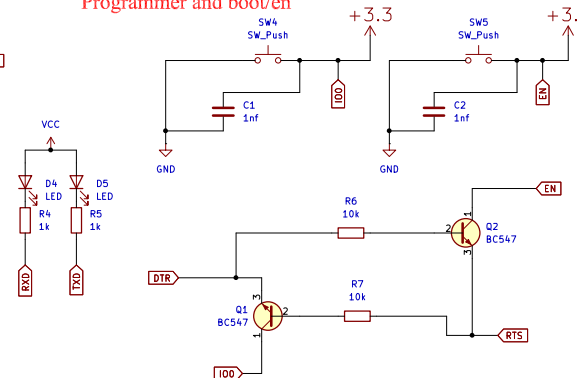 Programmer and boot/en
+3.3
+3.
SW4
SW_Push
SW5
SW_Push
IO0
EN
C1
1nf
C2
1nf
GND
GND
VCC
D4
LED
D5
LED
R4
1k
R5
1k
RXD
TXD
EN
R6
10k
1
2
Q2
BC547
3
DTR
R7
10k
3
Q1
BC547
2
1
RTS
IO0